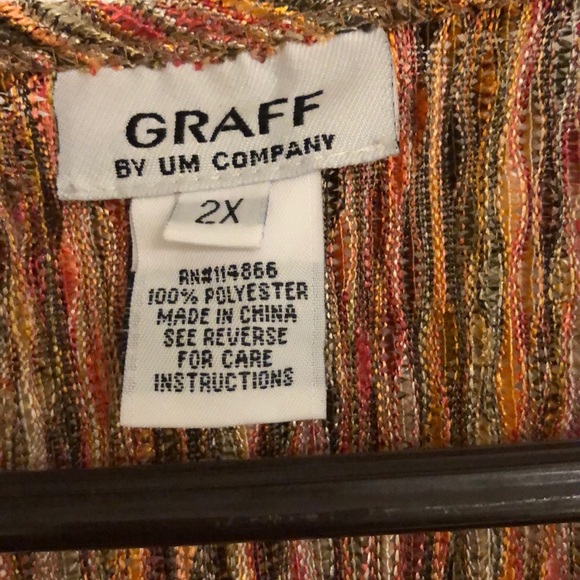 GRAFF
BY UM COMPANY
2X
RN#114866
100% POLYESTER
MADE IN CHINA
SEE REVERSE
FOR CARE
INSTRUCTIONS